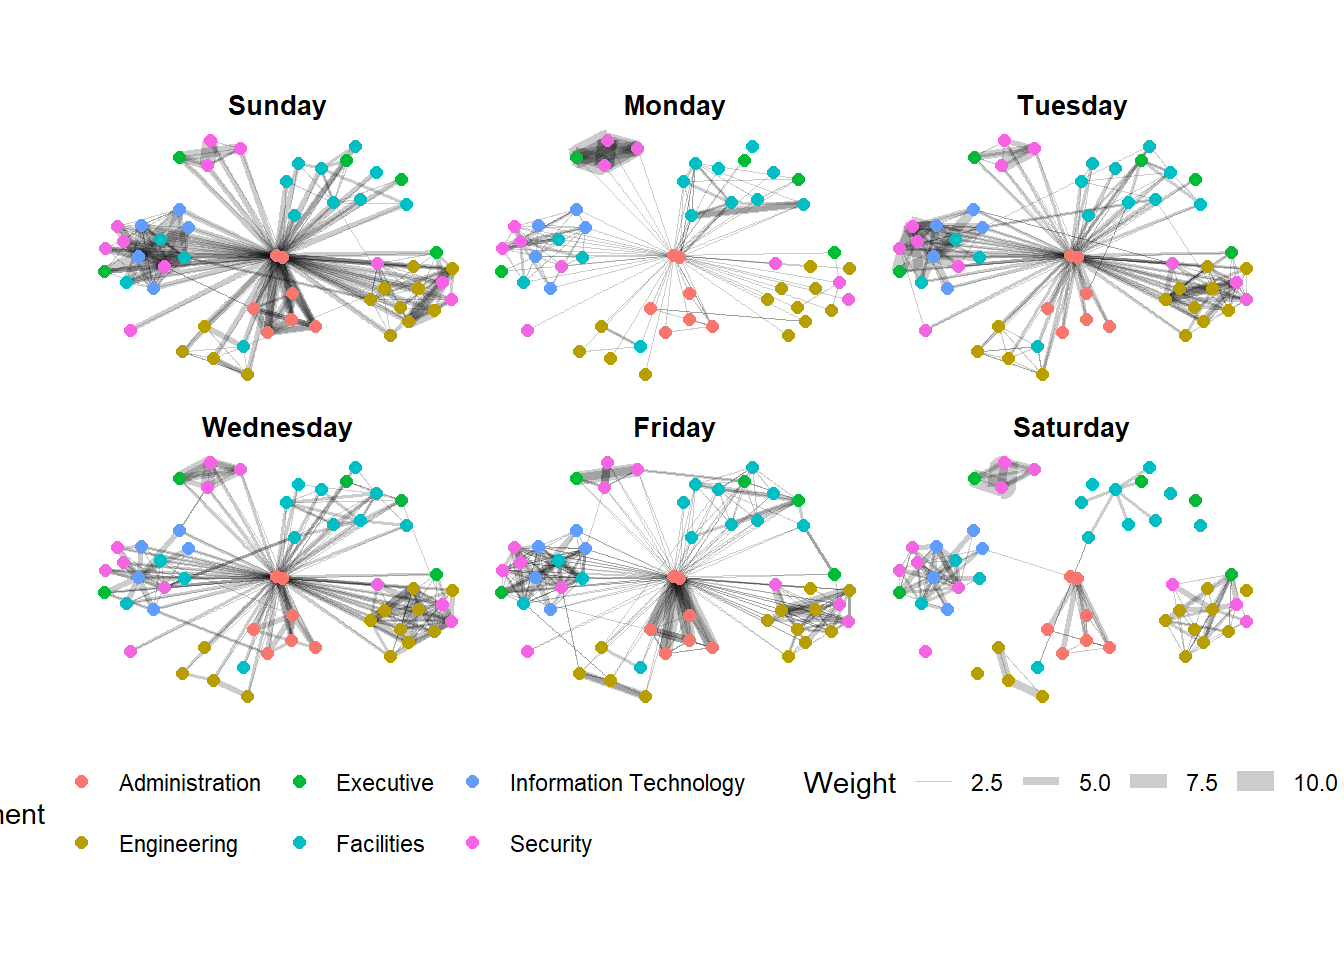 Sunday
Monday
Tuesday
Wednesday
Friday
Saturday
Administration
Executive
Information Technology
Weight
2.5
5.0
7.5
10.0
Engineering
Facilities
Security